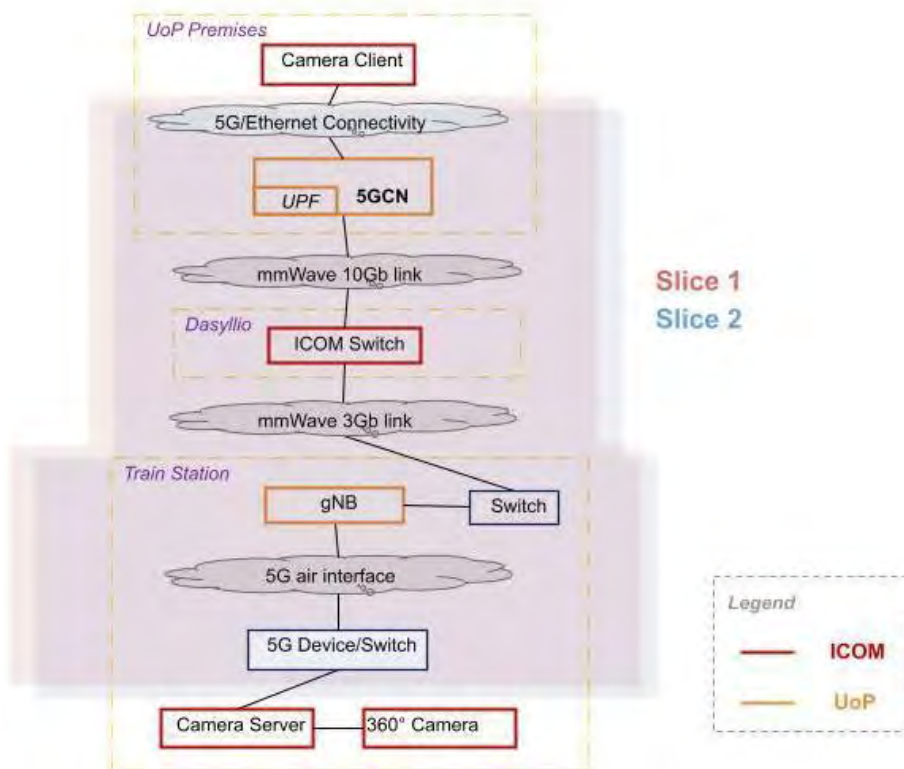 UoP Premises
Camera Client
5G/Ethernet Connectivity
UPF
5GCN
mmWave 10Gb link
Slice 1
Slice 2
Dasyllio
ICOM Switch
mmWave 3Gb link
Train Station
gNB
Switch
5G air interface
5G Device/Switch
Camera Server
360° Camera
Legend
ICOM
UoP